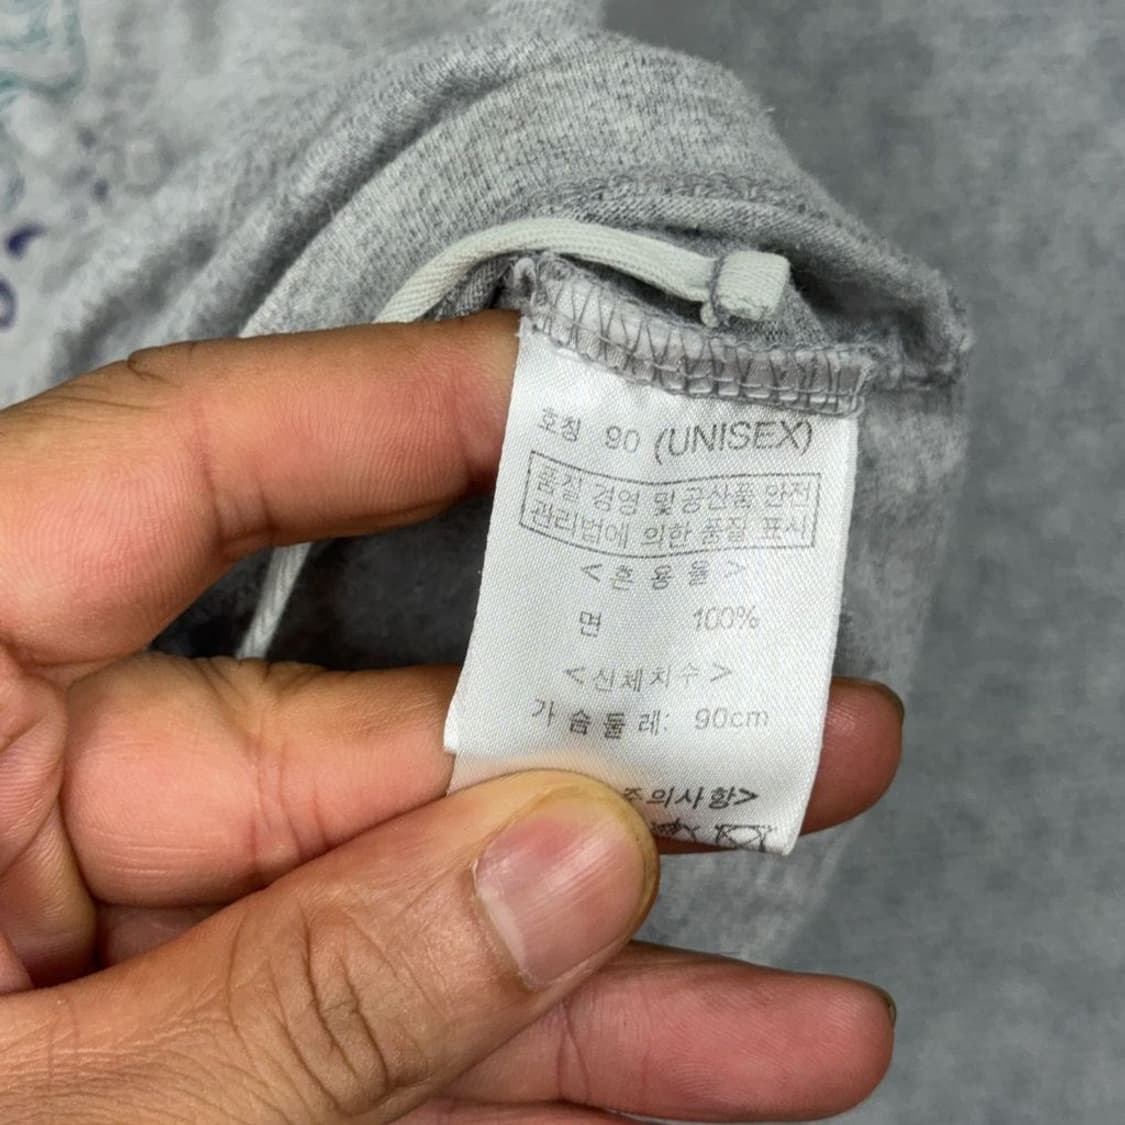 호칭 90 (UNISEX)
품질 경영 및 공산품 안전
관리법에 의한 품질 표시
<혼용율>
면 100%
<신체치수>
가슴둘레: 90cm
주의사항>